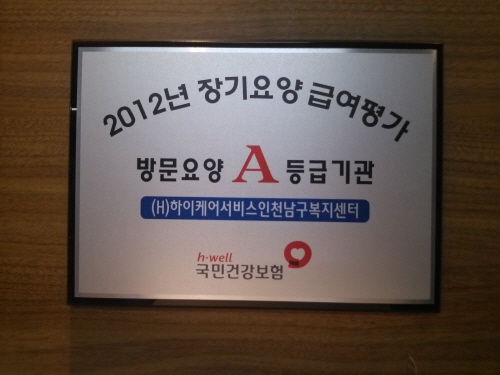 2012년 장기요양 급여평가
방문요양 A 등급기관
(H)하이케어서비스인천남구복지센터
h·well
국민건강보험